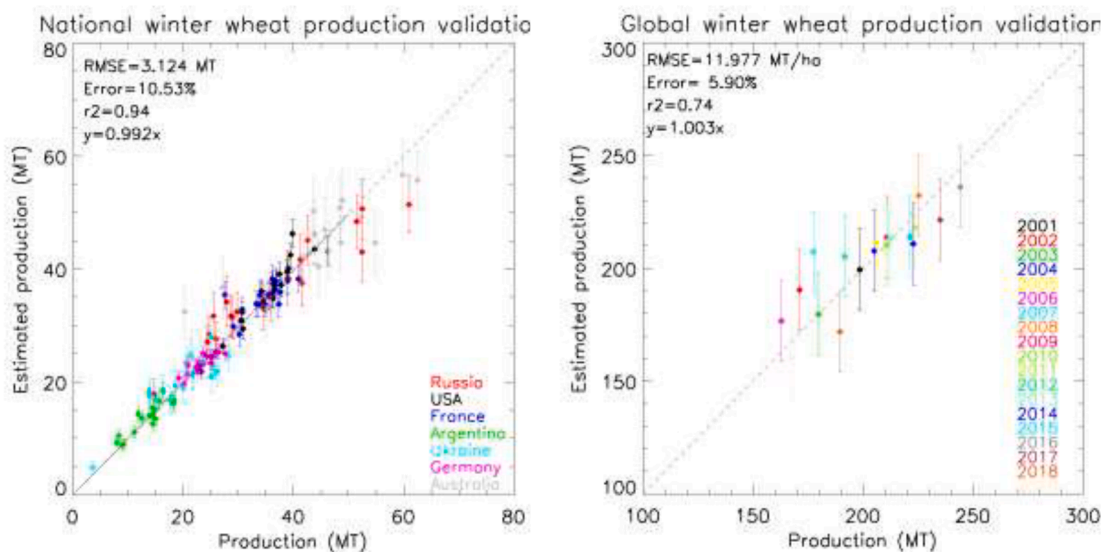 National winter wheat production validatio
RMSE=3.124 MT
Error=10.53%
r2=0.94
y=0.992x
Estimated production (MT)
80
60
40
20
0
0 20 40 60 80
Production (MT)
Russia
USA
France
Argentina
Ukraine
Germany
Australia
Global winter wheat production validation
RMSE=11.977 MT/ha
Error= 5.90%
r2=0.74
y=1.003x
Estimated production (MT)
300
250
200
150
100
100 150 200 250 300
Production (MT)
2001
2002
2003
2004
2005
2006
2007
2008
2009
2010
2011
2012
2013
2014
2015
2016
2017
2018